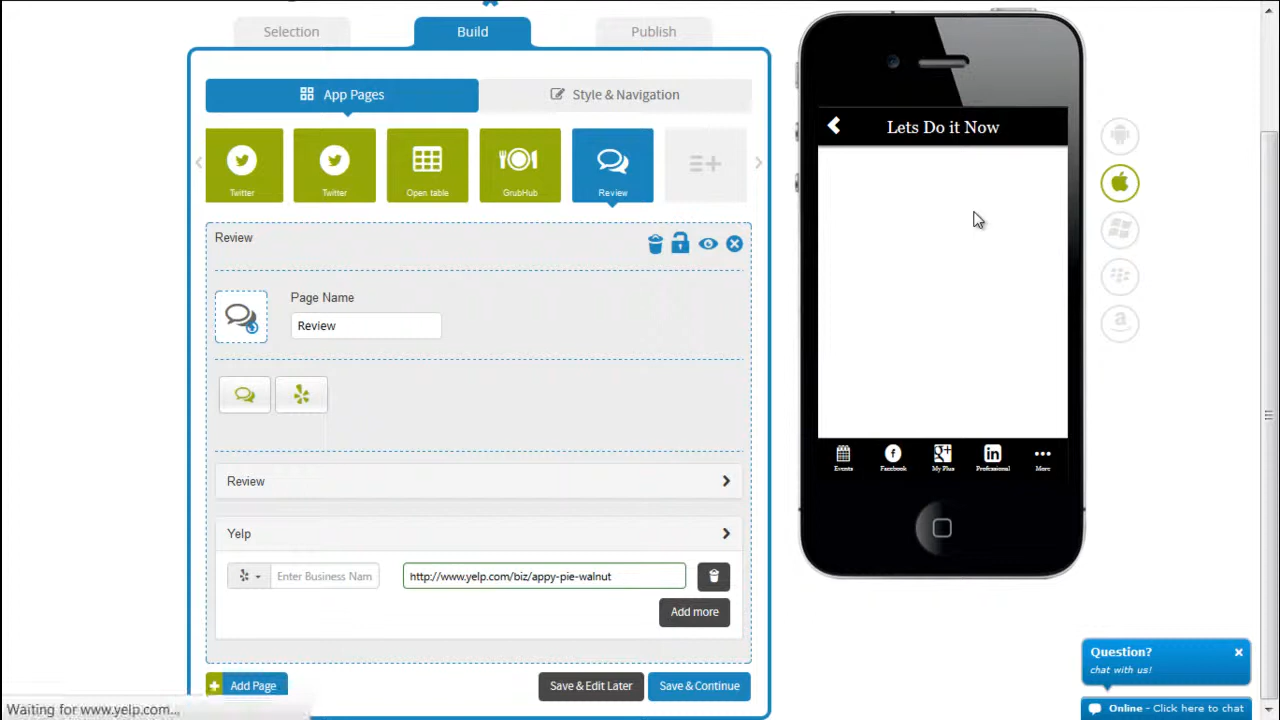 Selection
Build
Publish
App Pages
Style & Navigation
Twitter
Twitter
Open table
GrubHub
Review
Lets Do it Now
Review
Page Name
Review
Events
Facebook
My Plus
Professional
More
Review
Yelp
Enter Business Nam
http://www.yelp.com/biz/appy-pie-walnut
Add more
Question?
chat with us!
Add Page
Save & Edit Later
Save & Continue
Waiting for www.yelp.com...
Online - Click here to chat